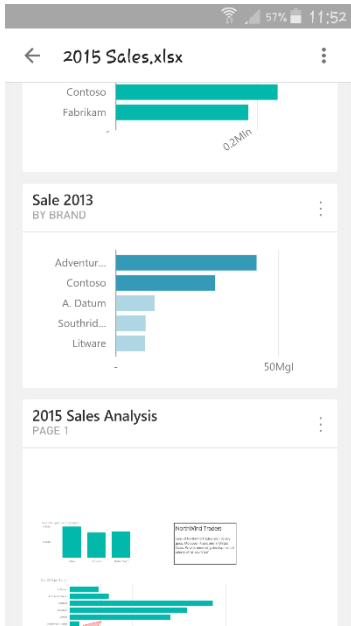 57% 11:52
2015 Sales.xlsx
Contoso
Fabrikam
-
0.2Mln
Sale 2013
BY BRAND
Adventur...
Contoso
A. Datum
Southrid...
Litware
-
50Mgl
2015 Sales Analysis
PAGE 1
NorthWind Traders